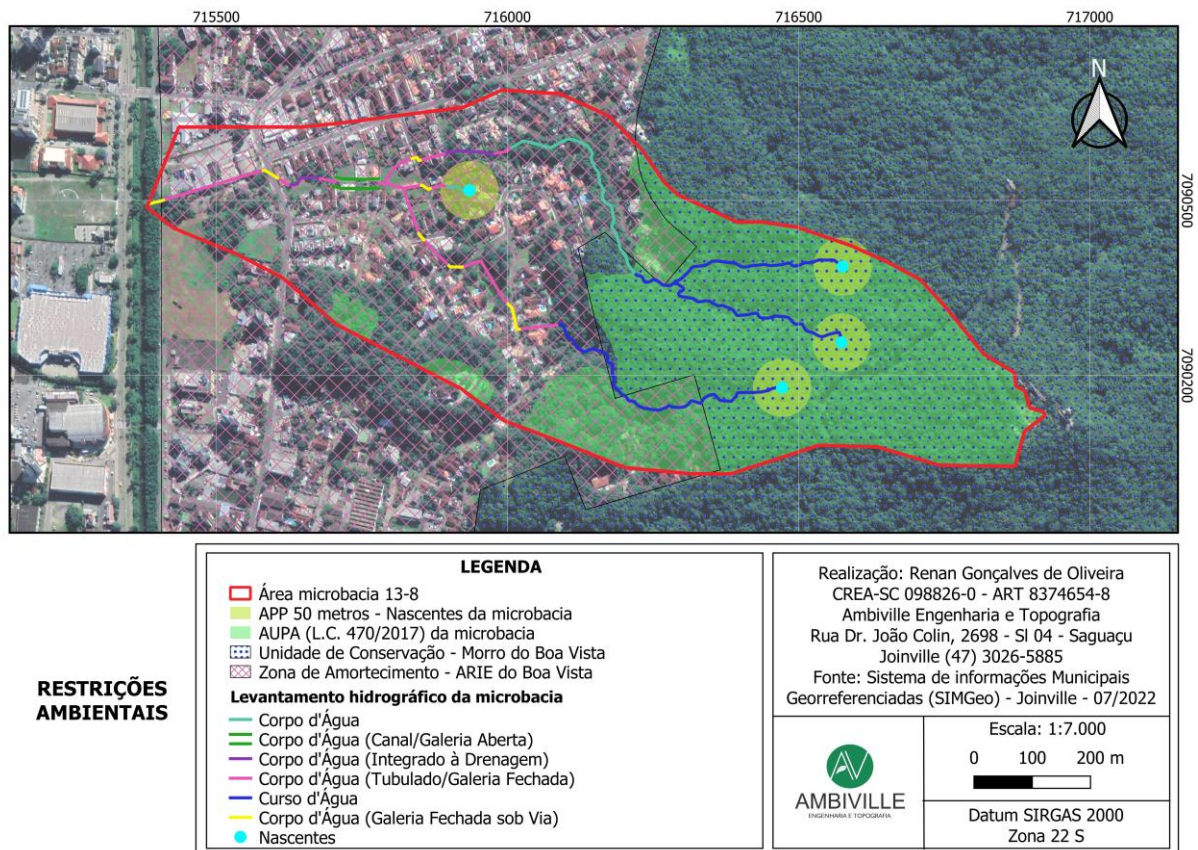 715500
716000
716500
717000
N
7090500
7090200
RESTRIÇÕES
AMBIENTAIS
LEGENDA
Área microbacia 13-8
APP 50 metros - Nascentes da microbacia
AUPA (L.C. 470/2017) da microbacia
Unidade de Conservação - Morro do Boa Vista
Zona de Amortecimento - ARIE do Boa Vista
Levantamento hidrográfico da microbacia
Corpo d'Água
Corpo d'Água (Canal/Galeria Aberta)
Corpo d'Água (Integrado à Drenagem)
Corpo d'Água (Tubulado/Galeria Fechada)
Curso d'Água
Corpo d'Água (Galeria Fechada sob Via)
Nascentes
Realização: Renan Gonçalves de Oliveira
CREA-SC 098826-0 - ART 8374654-8
Ambiville Engenharia e Topografia
Rua Dr. João Colin, 2698 - Sl 04 - Saguaçu
Joinville (47) 3026-5885
Fonte: Sistema de informações Municipais
Georreferenciadas (SIMGeo) - Joinville - 07/2022
AMBIVILLE
ENGENHARIA E TOPOGRAFIA
Escala: 1:7.000
0 100 200 m
Datum SIRGAS 2000
Zona 22 S